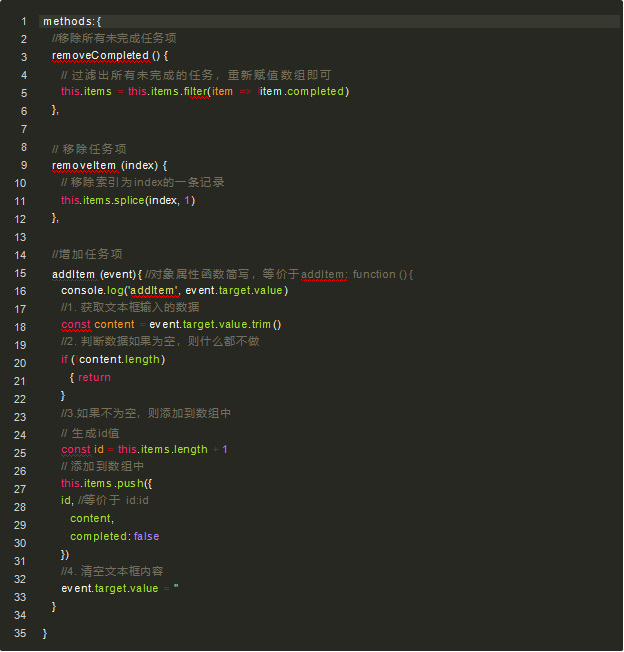 1 methods:{
2 //移除所有未完成任务项
3 removeCompleted () {
4 // 过滤出所有未完成的任务，重新赋值数组即可
5 this.items = this.items.filter(item => !item.completed)
6 },
7
8 // 移除任务项
9 removeItem (index) {
10 // 移除索引为index的一条记录
11 this.items.splice(index, 1)
12 },
13
14 //增加任务项
15 addItem (event){ //对象属性函数简写，等价于addItem: function (){
16 console.log('addItem', event.target.value)
17 //1. 获取文本框输入的数据
18 const content = event.target.value.trim()
19 //2. 判断数据如果为空，则什么都不做
20 if (!content.length)
21 { return
22 }
23 //3.如果不为空，则添加到数组中
24 // 生成id值
25 const id = this.items.length + 1
26 // 添加到数组中
27 this.items.push({
28 id, //等价于 id:id
29 content,
30 completed: false
31 })
32 //4. 清空文本框内容
33 event.target.value = ''
34 }
35 }